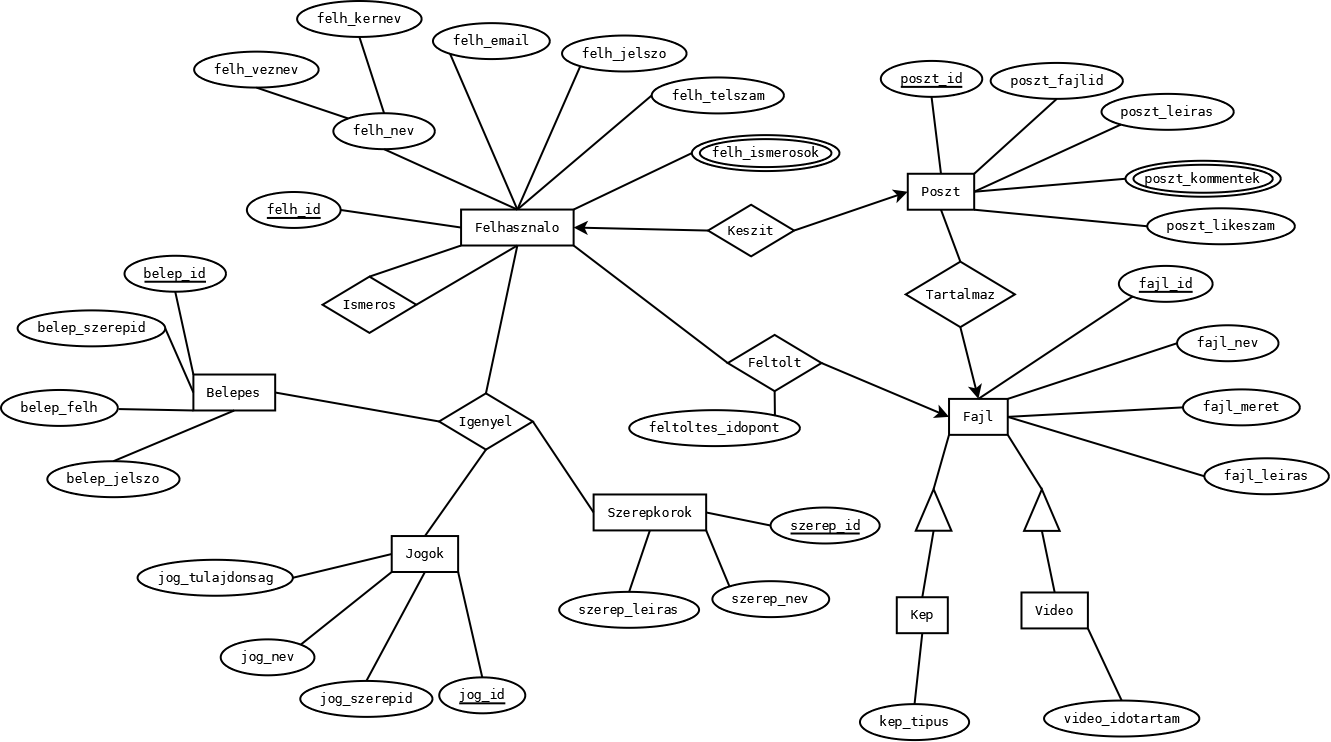 felh_kernev
felh_email
felh_jelszo
felh_veznev
felh_telszam
felh_nev
felh_ismerosok
felh_id
Felhasznalo
poszt_id
poszt_fajlid
poszt_leiras
poszt_kommentek
Poszt
poszt_likeszam
Keszit
Ismeros
Tartalmaz
fajl_id
fajl_nev
fajl_meret
fajl_leiras
Fajl
Feltolt
feltoltes_idopont
belep_id
belep_szerepid
Belepes
belep_felh
belep_jelszo
Igenyel
Szerepkorok
szerep_id
szerep_nev
szerep_leiras
Jogok
jog_tulajdonsag
jog_nev
jog_szerepid
jog_id
Kep
Video
kep_tipus
video_idotartam